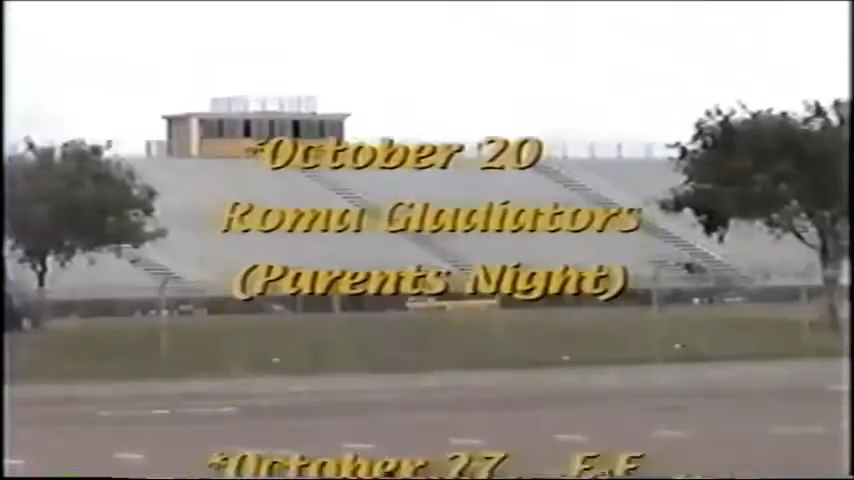 *October 20
Roma Gladiators
(Parents Night)
*October 27 E.E